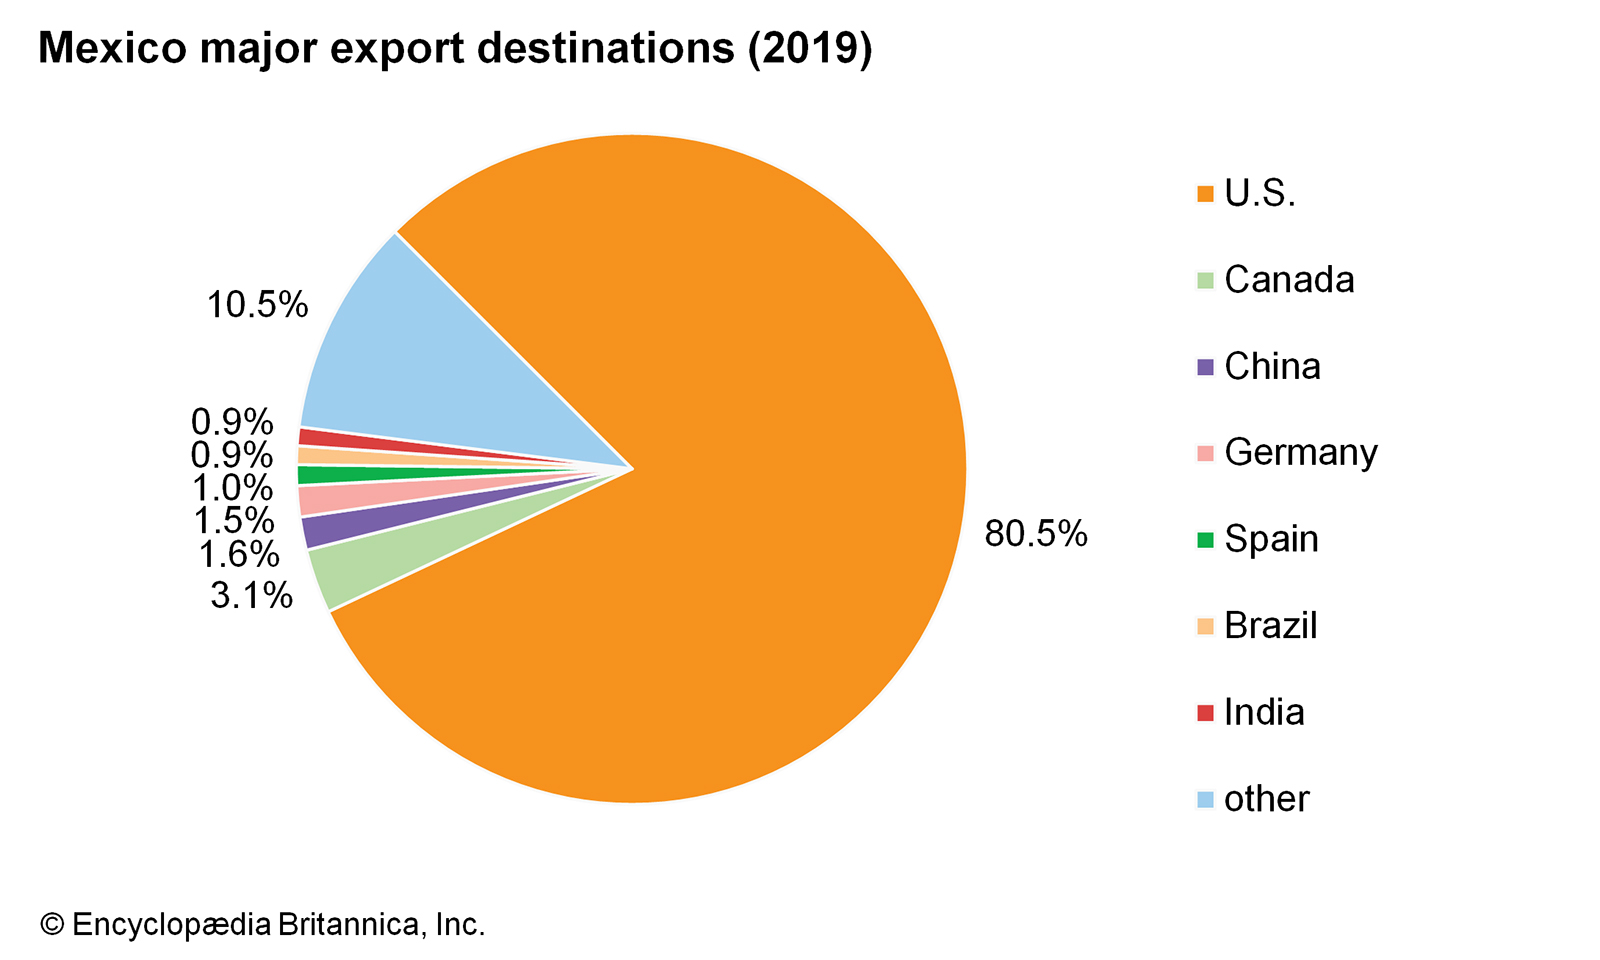 Mexico major export destinations (2019)
10.5%
0.9%
0.9%
1.0%
1.5%
1.6%
3.1%
80.5%
U.S.
Canada
China
Germany
Spain
Brazil
India
other
© Encyclopædia Britannica, Inc.